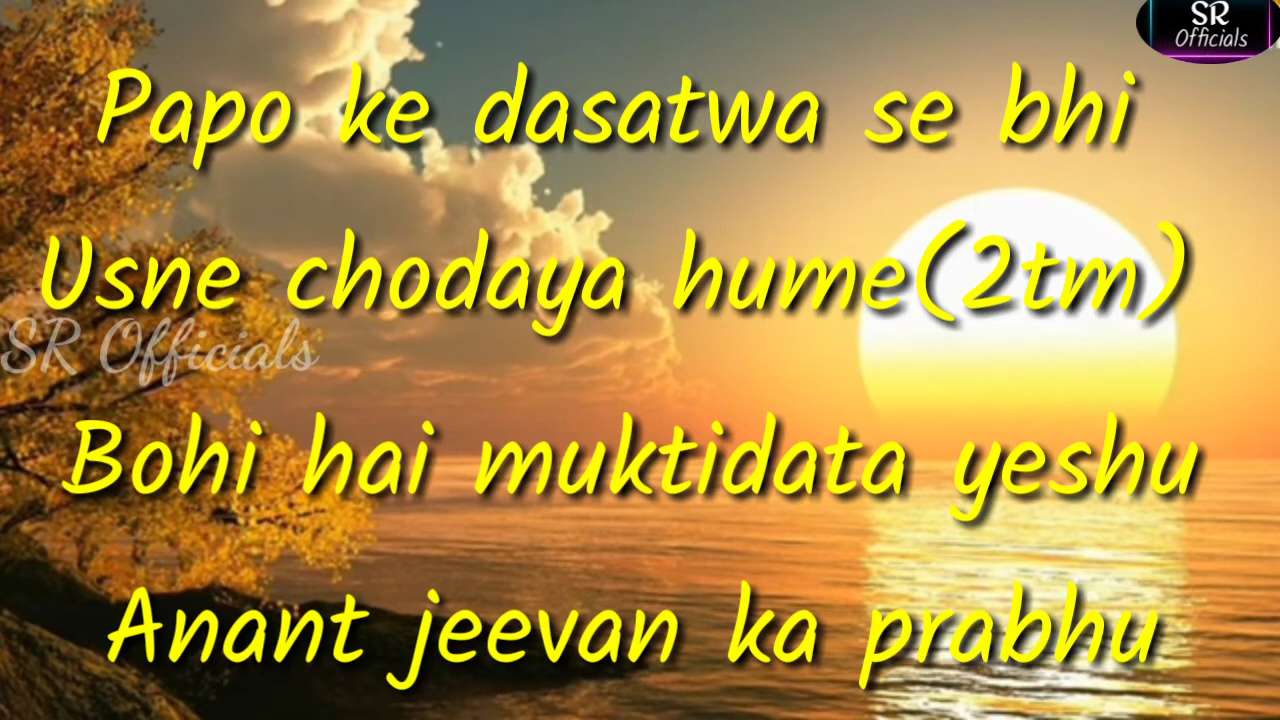 SR
Officials
Papo ke dasatwa se bhi
Usne chodaya hume(2tm)
SR Officials
Bohi hai muktidata yeshu
Anant jeevan ka prabhu